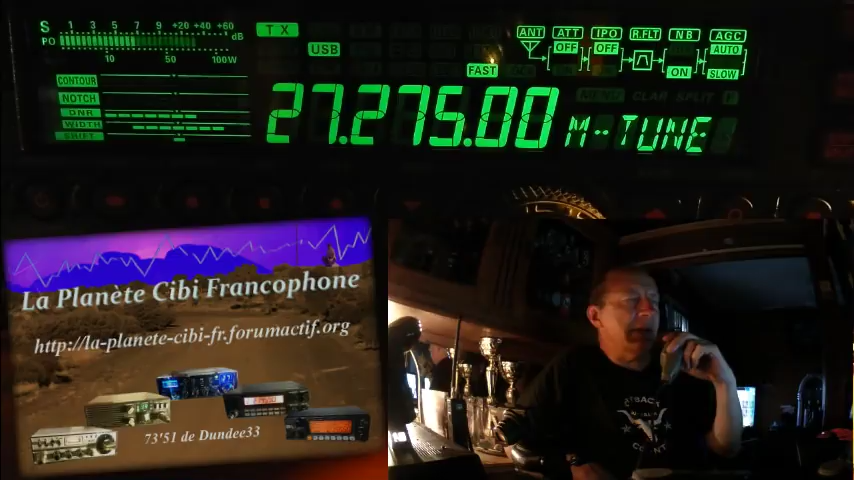 S 1 3 5 7 9 +20 +40 +60 dB
PO 10 50 100W
TX
USB
FAST
ANT ATT IPO R.FLT NB AGC
OFF OFF AUTO
ON SLOW
CONTOUR
NOTCH
DNR
WIDTH
SHIFT
27.275.00 M-TUNE
MENU CLAR SPLIT
La Planète Cibi Francophone
http://la-planete-cibi-fr.forumactif.org
73'51 de Dundee33